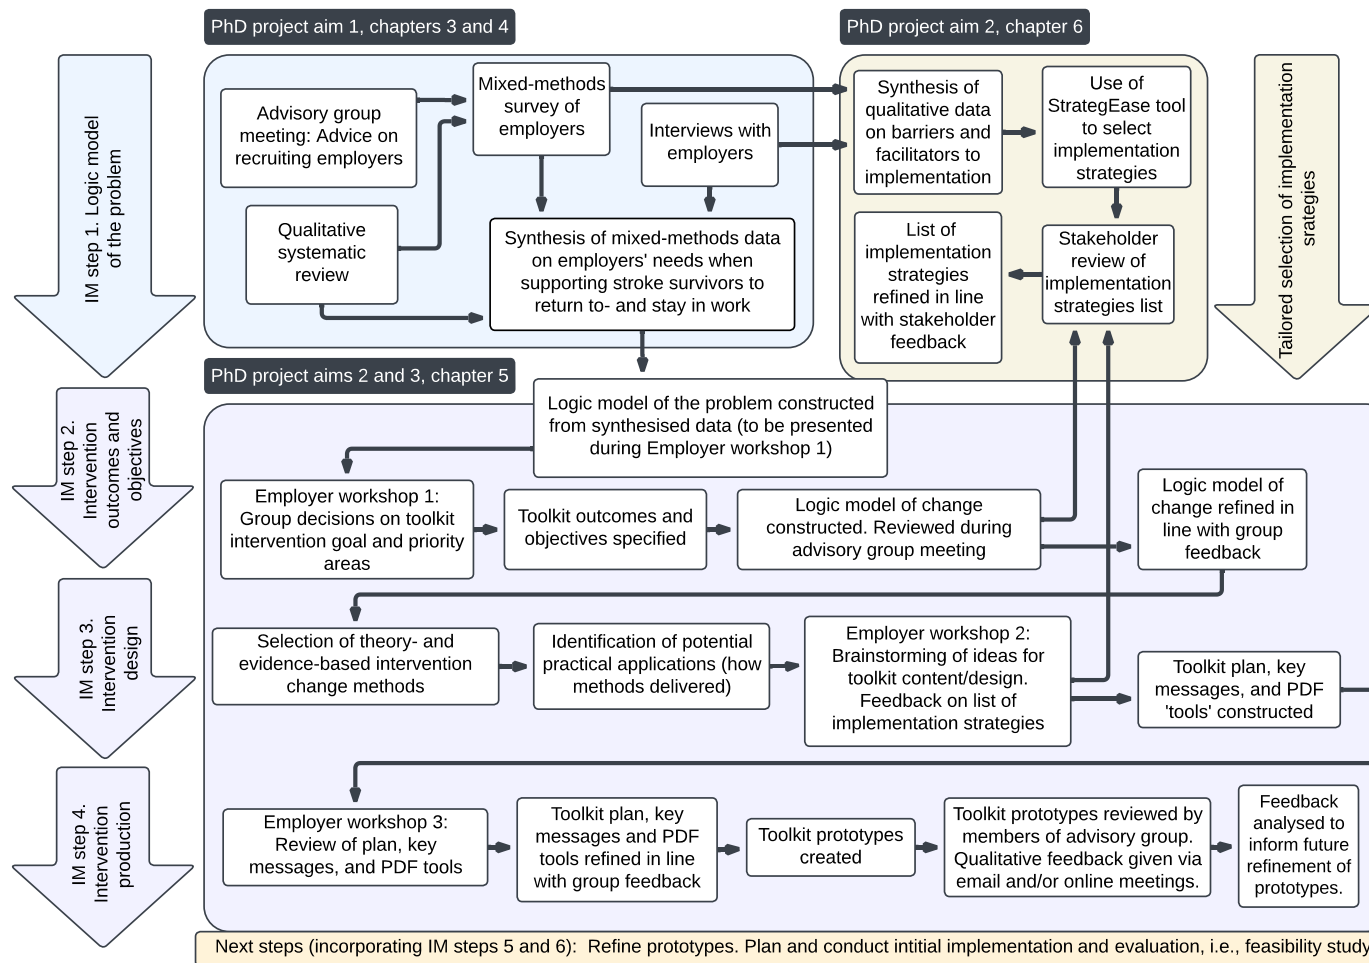 PhD project aim 1, chapters 3 and 4
PhD project aim 2, chapter 6
IM step 1. Logic model
of the problem
Advisory group
meeting: Advice on
recruiting employers
Mixed-methods
survey of
employers
Interviews with
employers
Qualitative
systematic
review
Synthesis of mixed-methods data
on employers' needs when
supporting stroke survivors to
return to- and stay in work
Synthesis of
qualitative data
on barriers and
facilitators to
implementation
Use of
StrategEase tool
to select
implementation
strategies
List of
implementation
strategies
refined in line
with stakeholder
feedback
Stakeholder
review of
implementation
strategies list
Tailored selection of implementation
srategies
PhD project aims 2 and 3, chapter 5
IM step 2.
Intervention
outcomes and
objectives
Logic model of the problem constructed
from synthesised data (to be presented
during Employer workshop 1)
Employer workshop 1:
Group decisions on toolkit
intervention goal and priority
areas
Toolkit outcomes and
objectives specified
Logic model of change
constructed. Reviewed during
advisory group meeting
Logic model of
change refined in
line with group
feedback
IM step 3.
Intervention
design
Selection of theory- and
evidence-based intervention
change methods
Identification of potential
practical applications (how
methods delivered)
Employer workshop 2:
Brainstorming of ideas for
toolkit content/design.
Feedback on list of
implementation strategies
Toolkit plan, key
messages, and PDF
'tools' constructed
IM step 4.
Intervention
production
Employer workshop 3:
Review of plan, key
messages, and PDF tools
Toolkit plan, key
messages and PDF
tools refined in line
with group feedback
Toolkit prototypes
created
Toolkit prototypes reviewed by
members of advisory group.
Qualitative feedback given via
email and/or online meetings.
Feedback
analysed to
inform future
refinement of
prototypes.
Next steps (incorporating IM steps 5 and 6):  Refine prototypes. Plan and conduct intitial implementation and evaluation, i.e., feasibility study